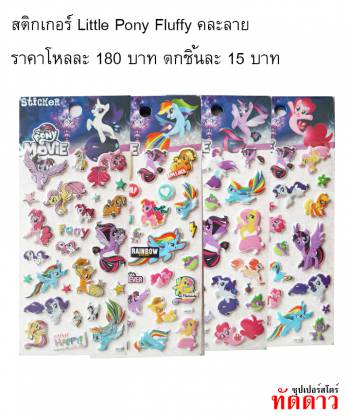 สติกเกอร์ Little Pony Fluffy คละลาย
ราคาโหลละ 180 บาท ตกชิ้นละ 15 บาท
Sticker
my LITTLE PONY
THE MOVIE
Pony
RAINBOW
HAPPY!
ซุปเปอร์สโตร์
ทัดดาว